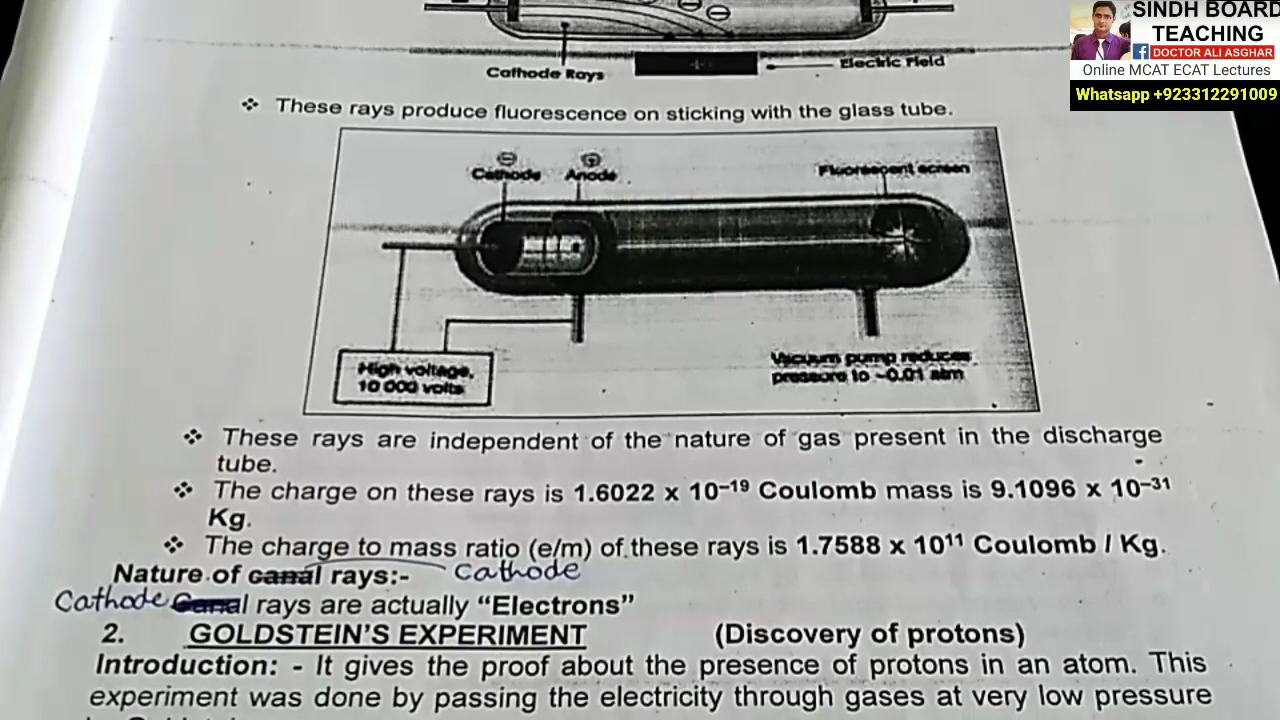 SINDH BOARD
TEACHING
DOCTOR ALI ASGHAR
Online MCAT ECAT Lectures
Whatsapp +923312291009
Cathode Rays
Electric Field
❖ These rays produce fluorescence on sticking with the glass tube.
Cathode
Anode
Fluorescent screen
High voltage,
10 000 volts
Vacuum pump reduces
pressure to ~0.01 atm
❖ These rays are independent of the nature of gas present in the discharge
tube.
❖ The charge on these rays is 1.6022 x 10⁻¹⁹ Coulomb mass is 9.1096 x 10⁻³¹
Kg.
❖ The charge to mass ratio (e/m) of these rays is 1.7588 x 10¹¹ Coulomb / Kg.
Nature of canal rays:- Cathode
Cathode Canal rays are actually "Electrons"
2. GOLDSTEIN'S EXPERIMENT (Discovery of protons)
Introduction: - It gives the proof about the presence of protons in an atom. This
experiment was done by passing the electricity through gases at very low pressure